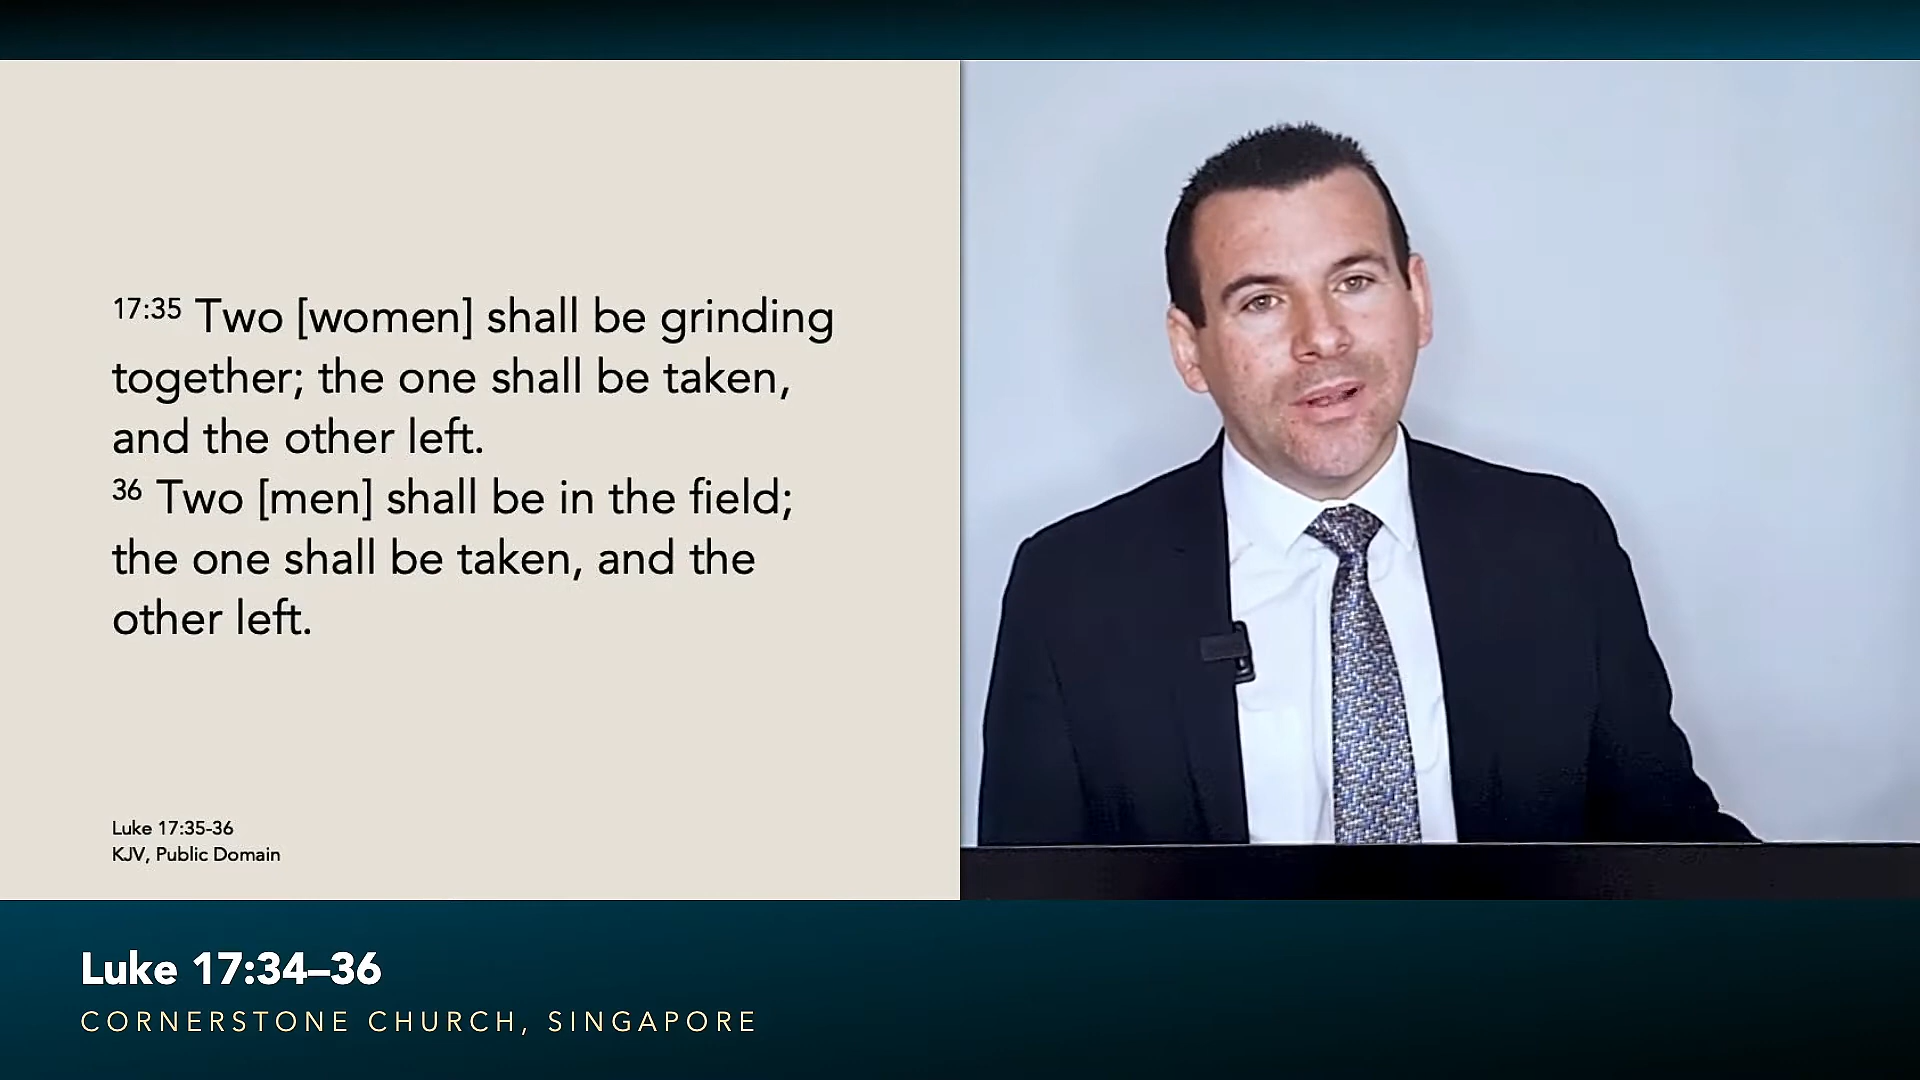 17:35 Two [women] shall be grinding
together; the one shall be taken,
and the other left.
36 Two [men] shall be in the field;
the one shall be taken, and the
other left.
Luke 17:35-36
KJV, Public Domain
Luke 17:34–36
CORNERSTONE CHURCH, SINGAPORE